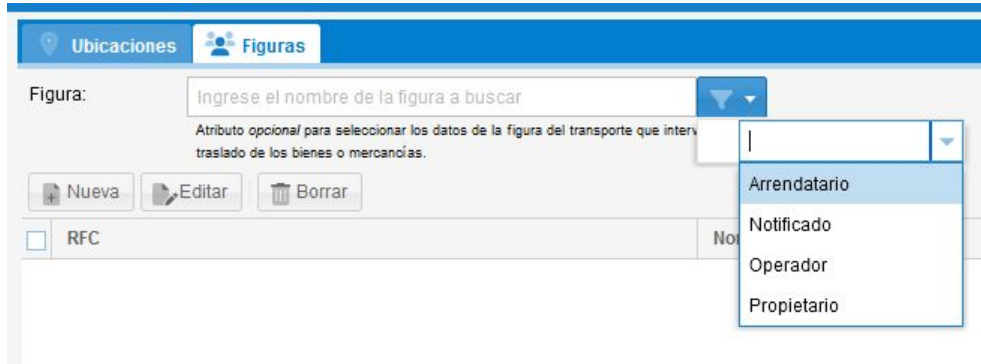 Ubicaciones Figuras
Figura: Ingrese el nombre de la figura a buscar
Atributo opcional para seleccionar los datos de la figura del transporte que
traslado de los bienes o mercancías.
Nueva Editar Borrar
Arrendatario
Notificado
RFC
Operador
Propietario